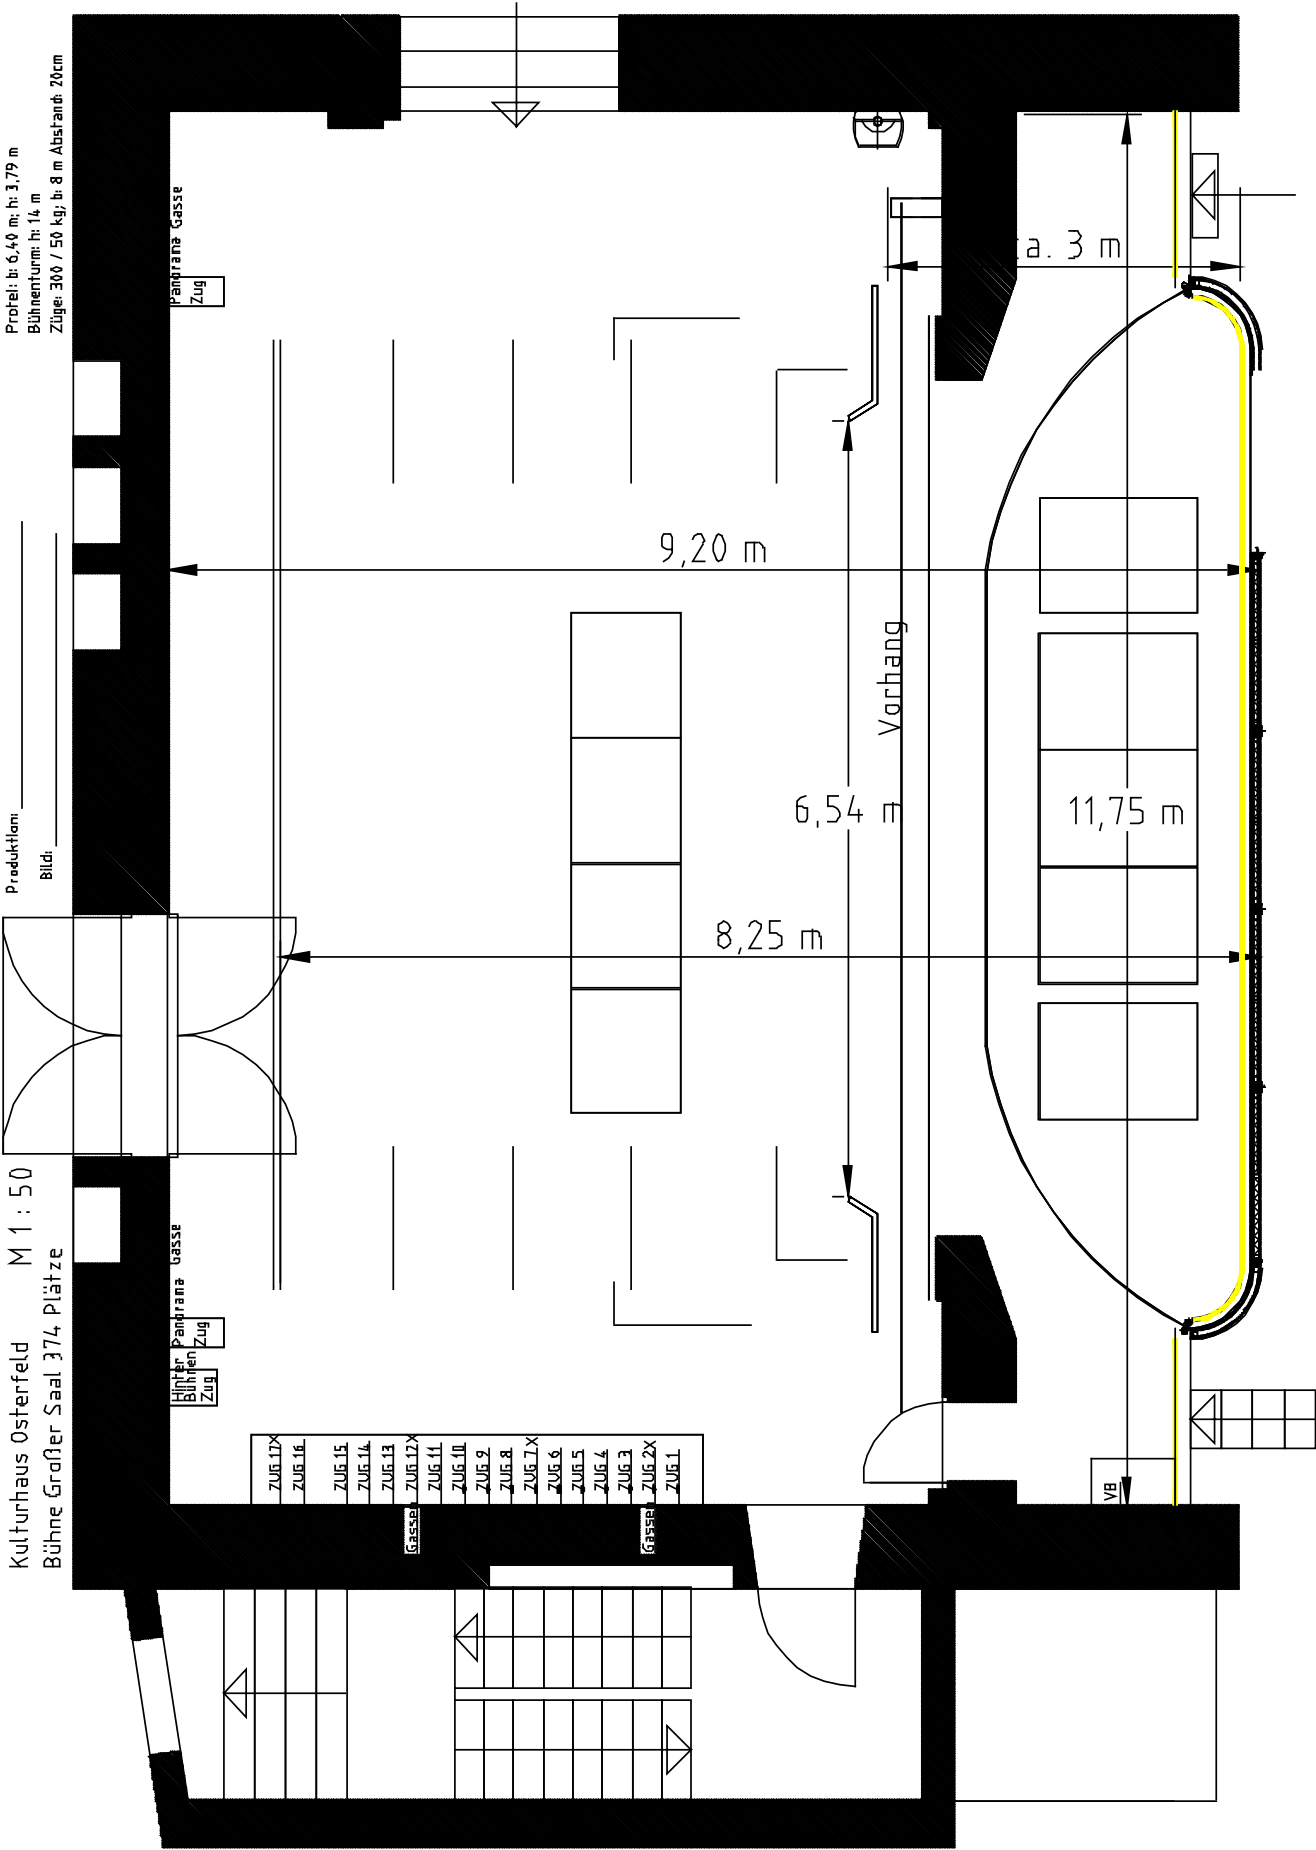 Kulturhaus Osterfeld M 1 : 50
Bühne Großer Saal 374 Plätze
Produktion:
Bild:
Protel: b: 6,40 m; h: 3,79 m
Bühnenturm: h: 14 m
Züge: 300 / 50 kg; b: 8 m Abstand: 20cm
Panorama Gasse
Zug
ca. 3 m
9,20 m
Vorhang
6,54 m
11,75 m
8,25 m
Panorama Gasse
Zug
Hinter
Bühnen
Zug
ZUG 17X
ZUG 16
ZUG 15
ZUG 14
ZUG 13
ZUG 12X
ZUG 11
ZUG 10
ZUG 9
ZUG 8
ZUG 7X
ZUG 6
ZUG 5
ZUG 4
ZUG 3
ZUG 2X
ZUG 1
Gassen
Gassen
VB